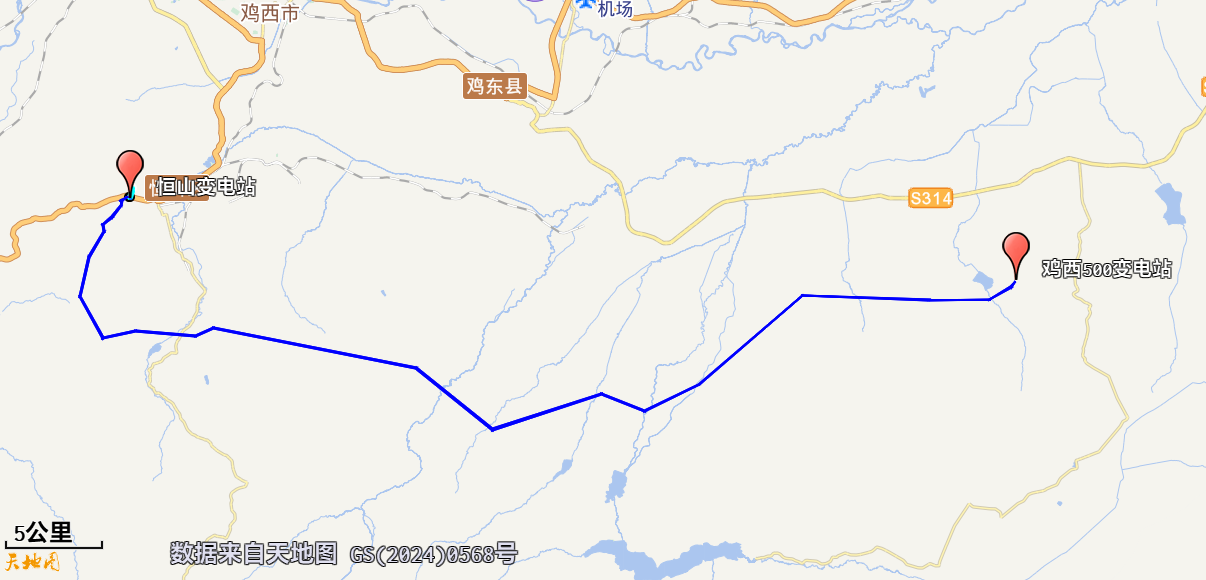 鸡西市
机场
鸡东县
恒山变电站
S314
鸡西500变电站
5公里
天地图
数据来自天地图 GS(2024)0568号